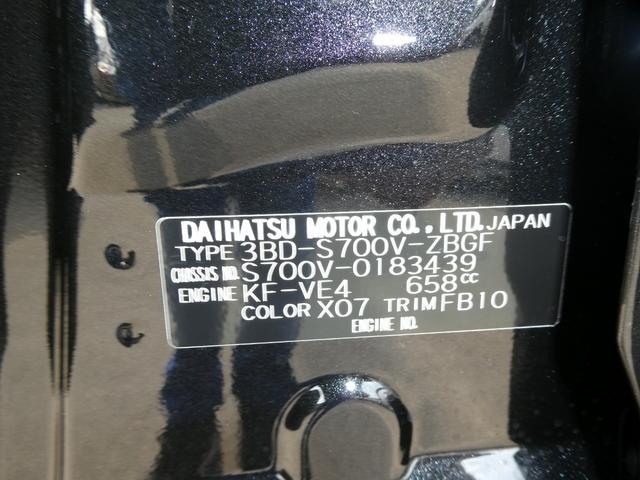 DAIHATSU MOTOR CO.,LTD. JAPAN
TYPE 3BD-S700V-ZBGF
CHASSIS NO. S700V-0183439
ENGINE KF-VE4 658cc
COLOR X07 TRIM FB10
ENGINE NO.